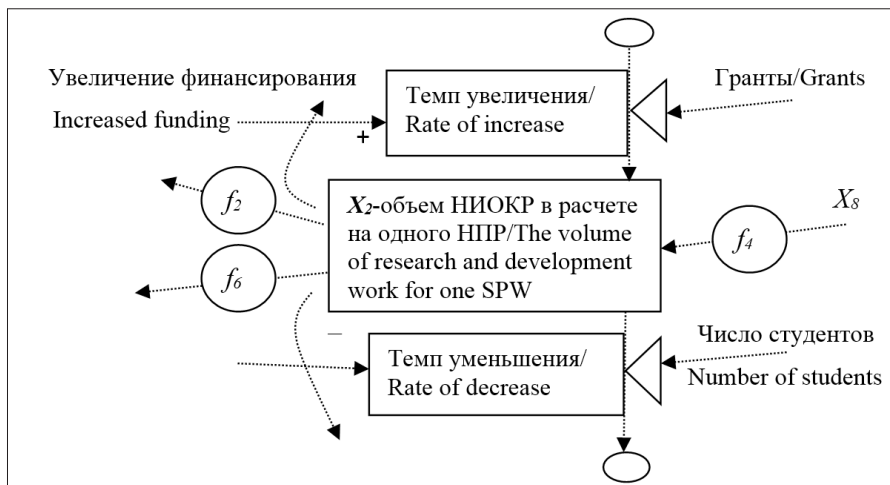 Увеличение финансирования
Increased funding
+
Темп увеличения/
Rate of increase
Гранты/Grants
f2
f6
X2-объем НИОКР в расчете
на одного НПР/The volume
of research and development
work for one SPW
f4
X8
–
Темп уменьшения/
Rate of decrease
Число студентов
Number of students